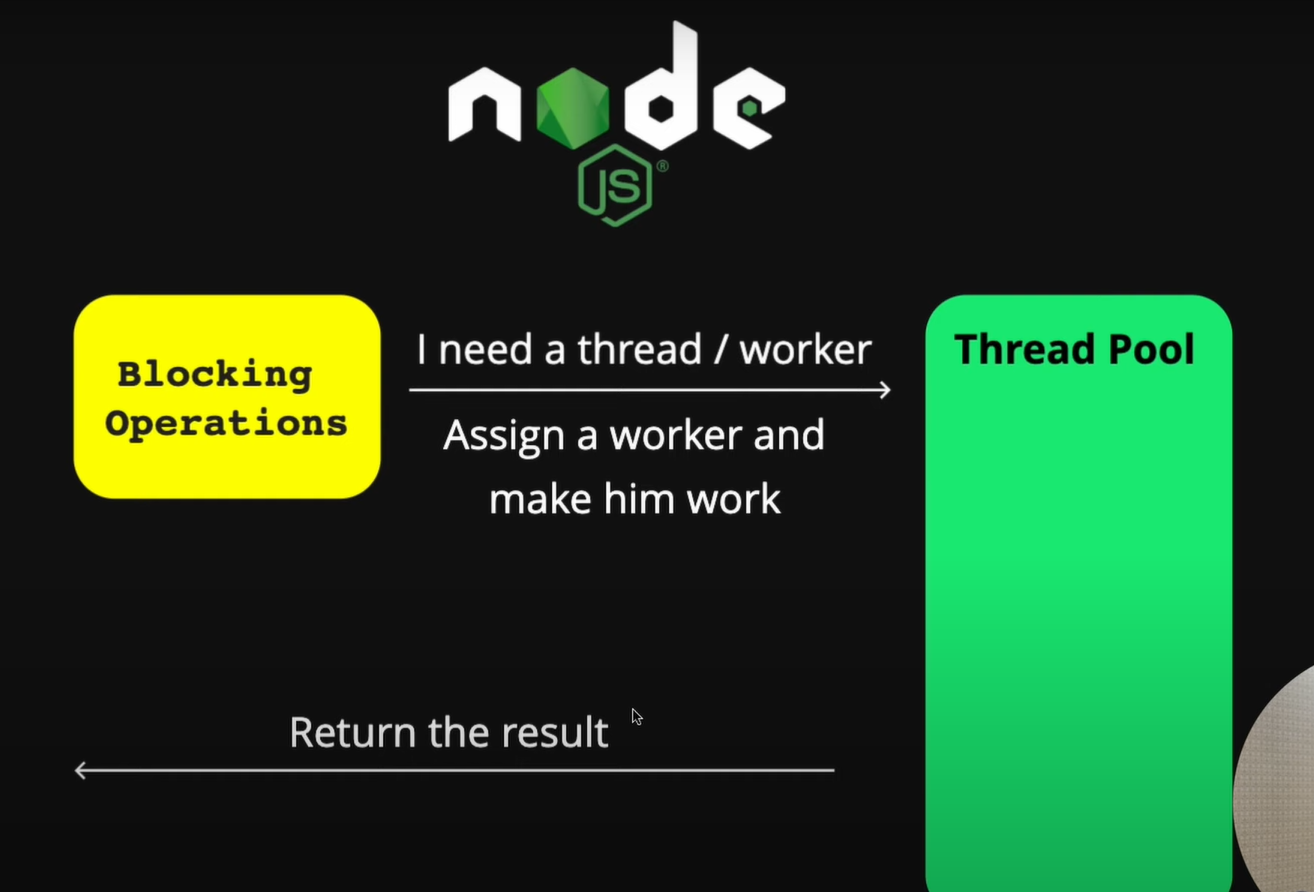 node
JS®
Blocking
Operations
I need a thread / worker
Assign a worker and
make him work
Thread Pool
Return the result